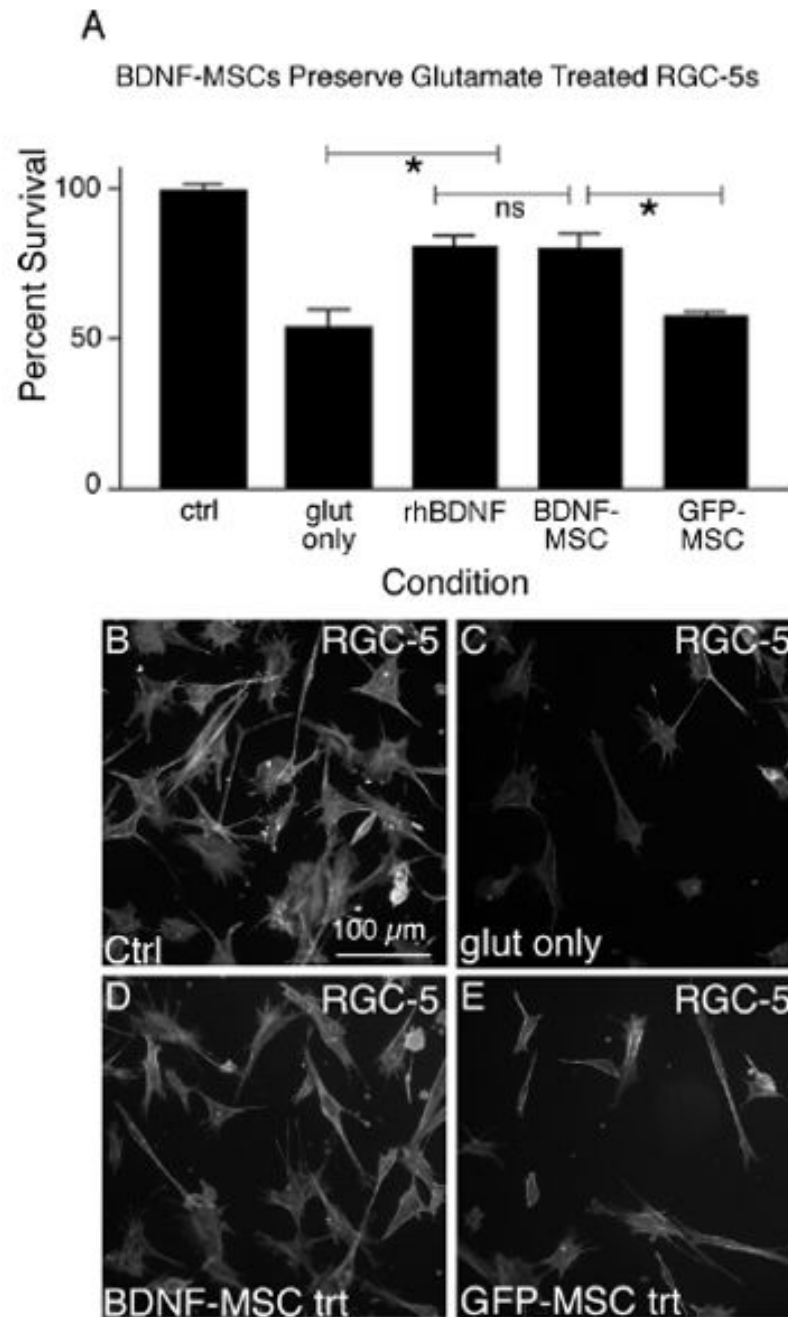 A
BDNF-MSCs Preserve Glutamate Treated RGC-5s
Percent Survival
100
50
0
*
ns
*
ctrl
glut only
rhBDNF
BDNF-MSC
GFP-MSC
Condition
B RGC-5
100 µm
Ctrl
C RGC-5
glut only
D RGC-5
BDNF-MSC trt
E RGC-5
GFP-MSC trt